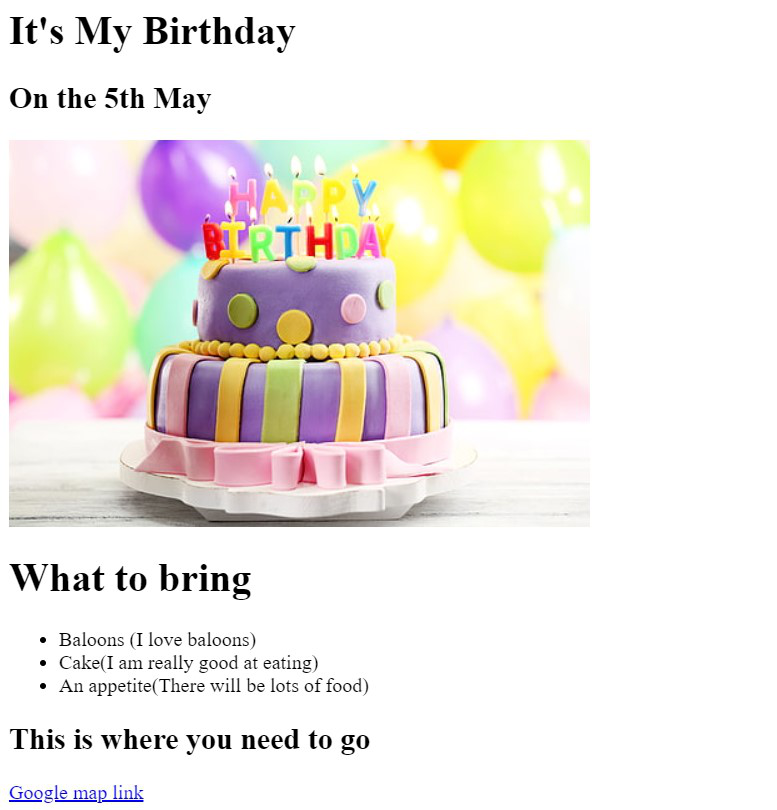 It's My Birthday
On the 5th May
HAPPY
BIRTHDAY
What to bring
Baloons (I love baloons)
Cake(I am really good at eating)
An appetite(There will be lots of food)
This is where you need to go
Google map link